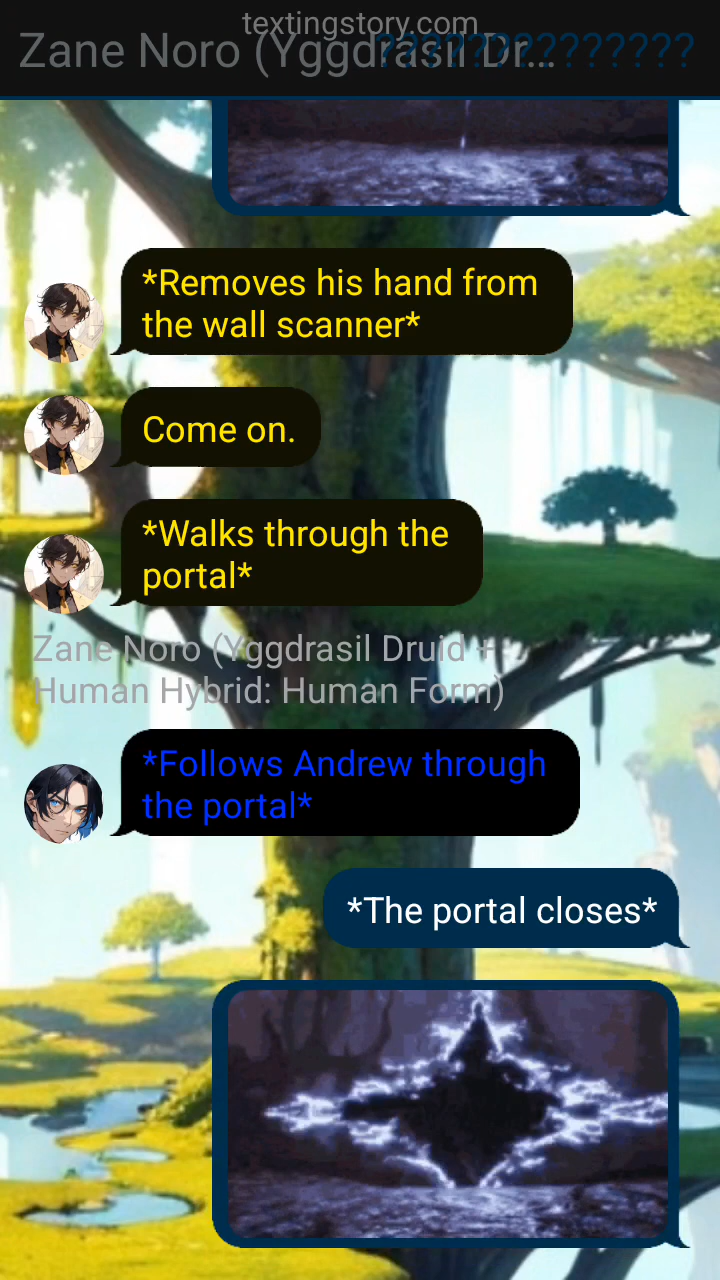 textingstory.com
Zane Noro (Yggdrasil Dr... ??????????????
*Removes his hand from
the wall scanner*
Come on.
*Walks through the
portal*
Zane Noro (Yggdrasil Druid +
Human Hybrid: Human Form)
*Follows Andrew through
the portal*
*The portal closes*